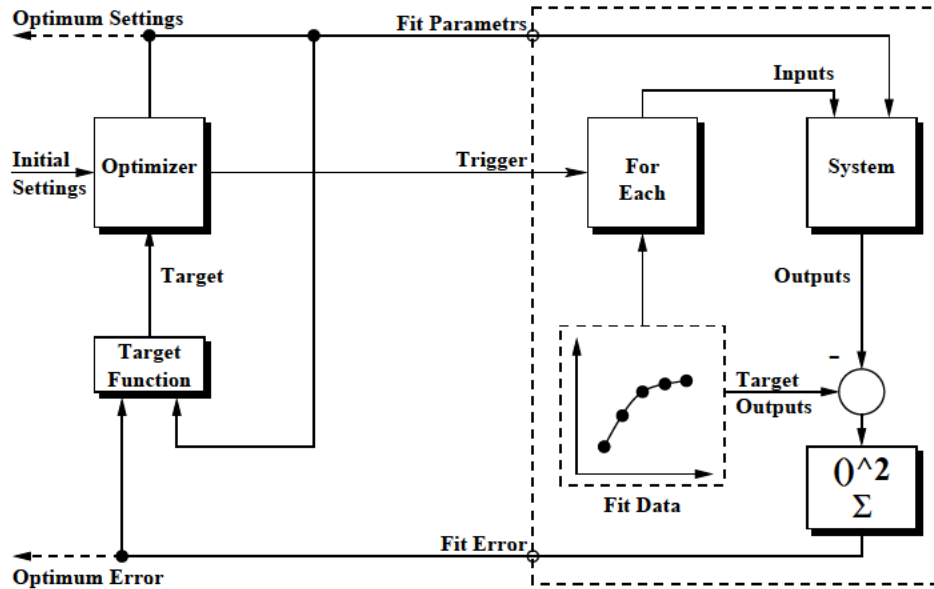 Optimum Settings
Fit Parametrs
Inputs
Initial
Settings
Optimizer
Trigger
For
Each
System
Target
Outputs
Target
Function
-
Target
Outputs
()^2
Σ
Fit Data
Fit Error
Optimum Error